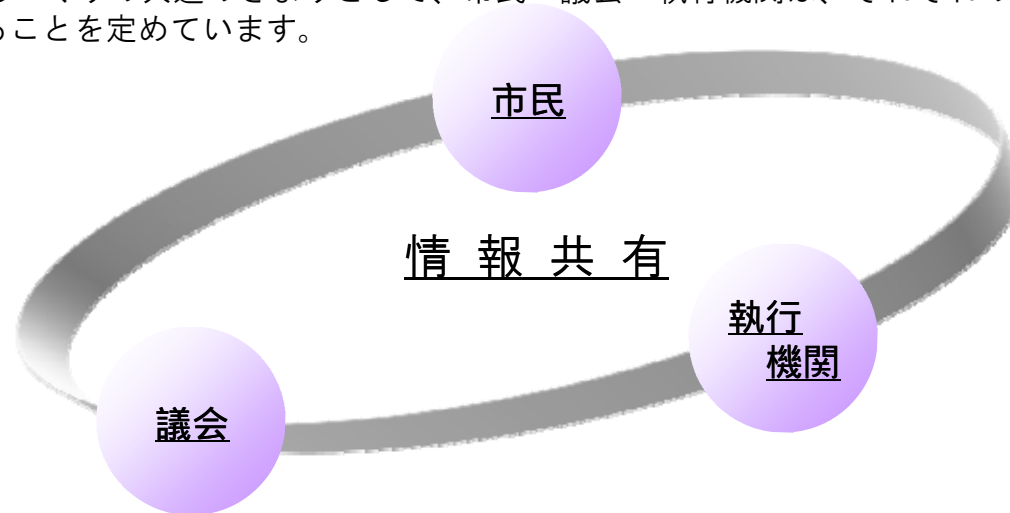 ることを定めています。
市民
情報共有
執行
機関
議会